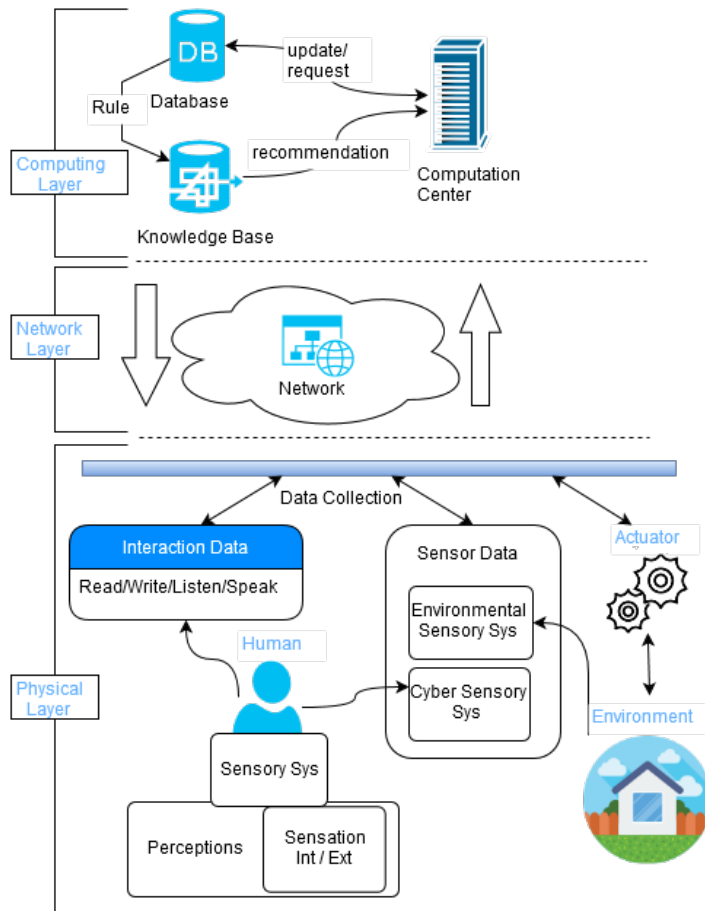 DB
update/
request
Rule
Database
Computing
Layer
recommendation
Computation
Center
Knowledge Base
Network
Layer
Network
Data Collection
Interaction Data
Read/Write/Listen/Speak
Sensor Data
Actuator
Environmental
Sensory Sys
Human
Cyber Sensory
Sys
Physical
Layer
Environment
Sensory Sys
Perceptions
Sensation
Int / Ext